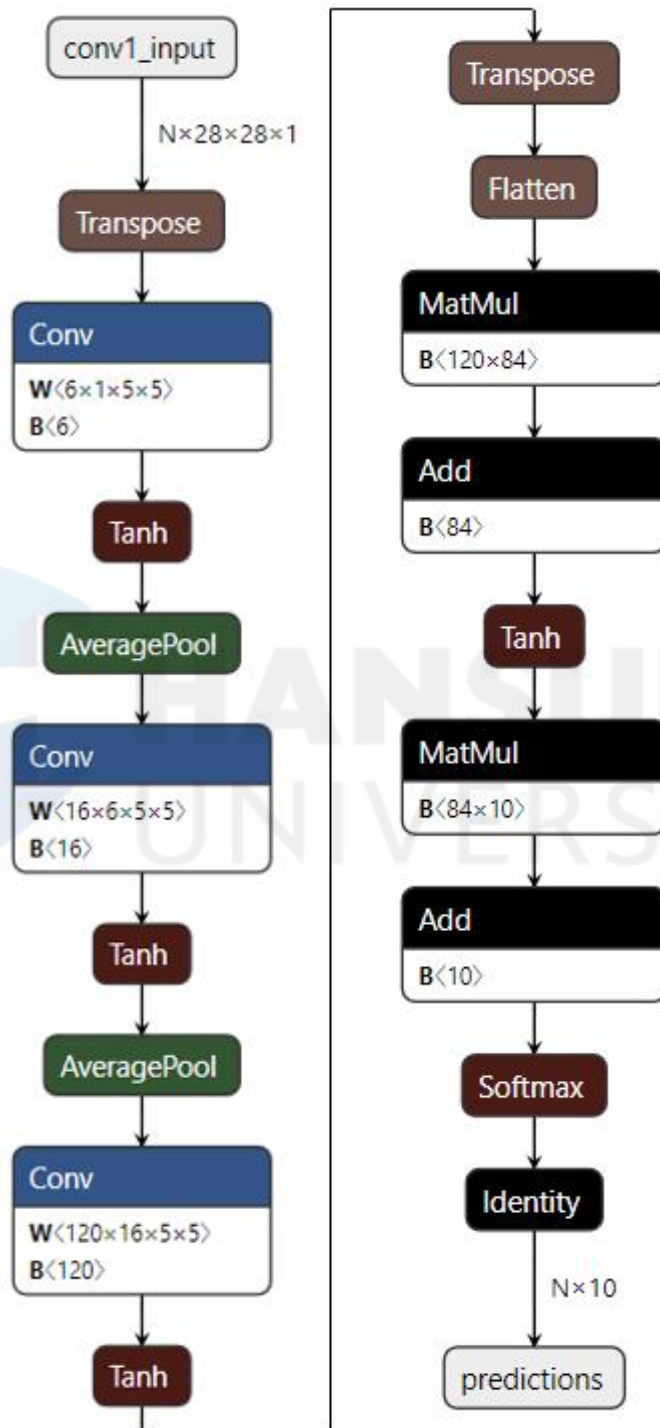 conv1_input
N×28×28×1
Transpose
Conv
W⟨6×1×5×5⟩
B⟨6⟩
Tanh
AveragePool
Conv
W⟨16×6×5×5⟩
B⟨16⟩
Tanh
AveragePool
Conv
W⟨120×16×5×5⟩
B⟨120⟩
Tanh
Transpose
Flatten
MatMul
B⟨120×84⟩
Add
B⟨84⟩
Tanh
MatMul
B⟨84×10⟩
Add
B⟨10⟩
Softmax
Identity
N×10
predictions